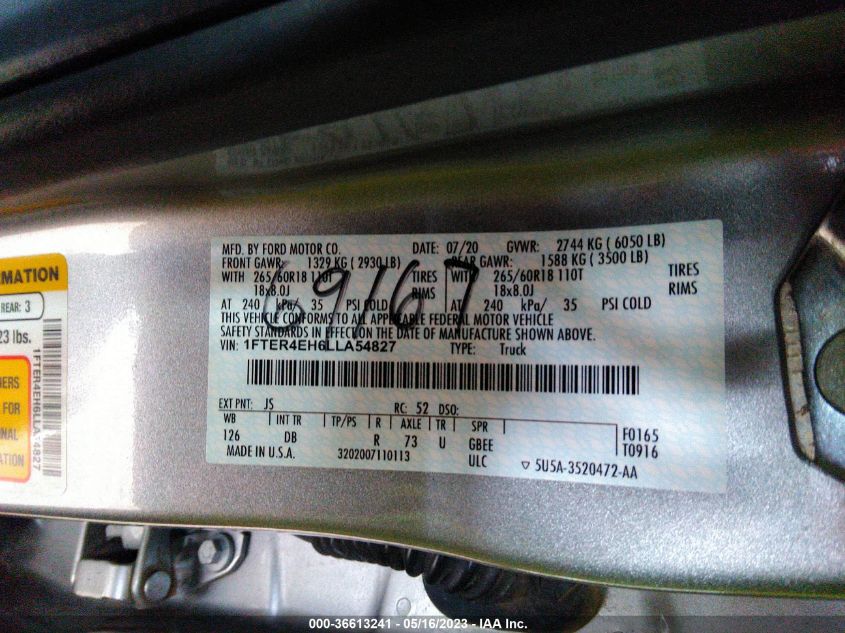 MFD. BY FORD MOTOR CO. DATE: 07/20 GVWR: 2744 KG ( 6050 LB)
FRONT GAWR: 1329 KG ( 2930 LB) REAR GAWR: 1588 KG ( 3500 LB)
WITH 265/60R18 110T TIRES WITH 265/60R18 110T TIRES
18x8.0J RIMS 18x8.0J RIMS
AT 240 kPa/ 35 PSI COLD AT 240 kPa/ 35 PSI COLD
69167
THIS VEHICLE CONFORMS TO ALL APPLICABLE FEDERAL MOTOR VEHICLE
SAFETY STANDARDS IN EFFECT ON THE DATE OF MANUFACTURE SHOWN ABOVE.
VIN: 1FTER4EH6LLA54827 TYPE: Truck
EXT PNT: JS RC: 52 DSO:
WB INT TR TP/PS R AXLE TR SPR
126 DB R 73 U GBEE F0165
MADE IN U.S.A. 3202007110113 ULC T0916
5U5A-3520472-AA
REAR: 3
lbs.
FOR
000-36613241 - 05/16/2023 - IAA Inc.